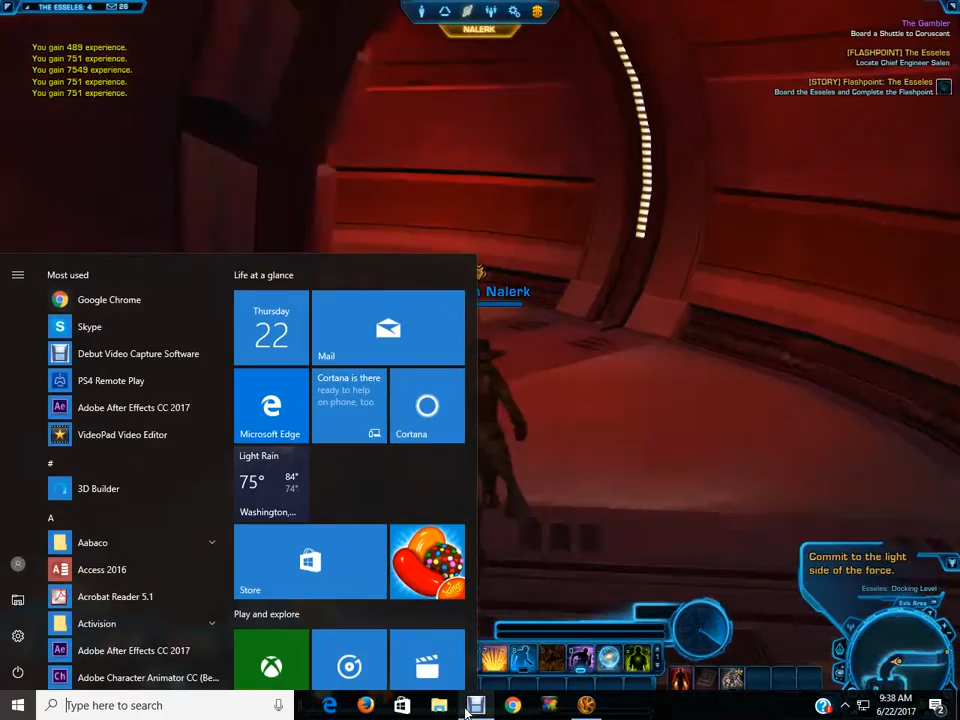 THE ESSELES: 4
26
NALERK
The Gambler
Board a Shuttle to Coruscant
[FLASHPOINT] The Esseles
Locate Chief Engineer Salen
[STORY] Flashpoint: The Esseles
Board the Esseles and Complete the Flashpoint
You gain 489 experience.
You gain 751 experience.
You gain 7549 experience.
You gain 751 experience.
You gain 751 experience.
Nalerk
Most used
Google Chrome
Skype
Debut Video Capture Software
PS4 Remote Play
Adobe After Effects CC 2017
VideoPad Video Editor
#
3D Builder
A
Aabaco
Access 2016
Acrobat Reader 5.1
Activision
Adobe After Effects CC 2017
Adobe Character Animator CC (Be...
Life at a glance
Thursday
22
Mail
Microsoft Edge
Cortana is there
ready to help
on phone, too
Cortana
Light Rain
75°
84°
74°
Washington,...
Store
Play and explore
Commit to the light
side of the force.
Esseles: Docking Level
Exit Area
Type here to search
9:38 AM
6/22/2017
2